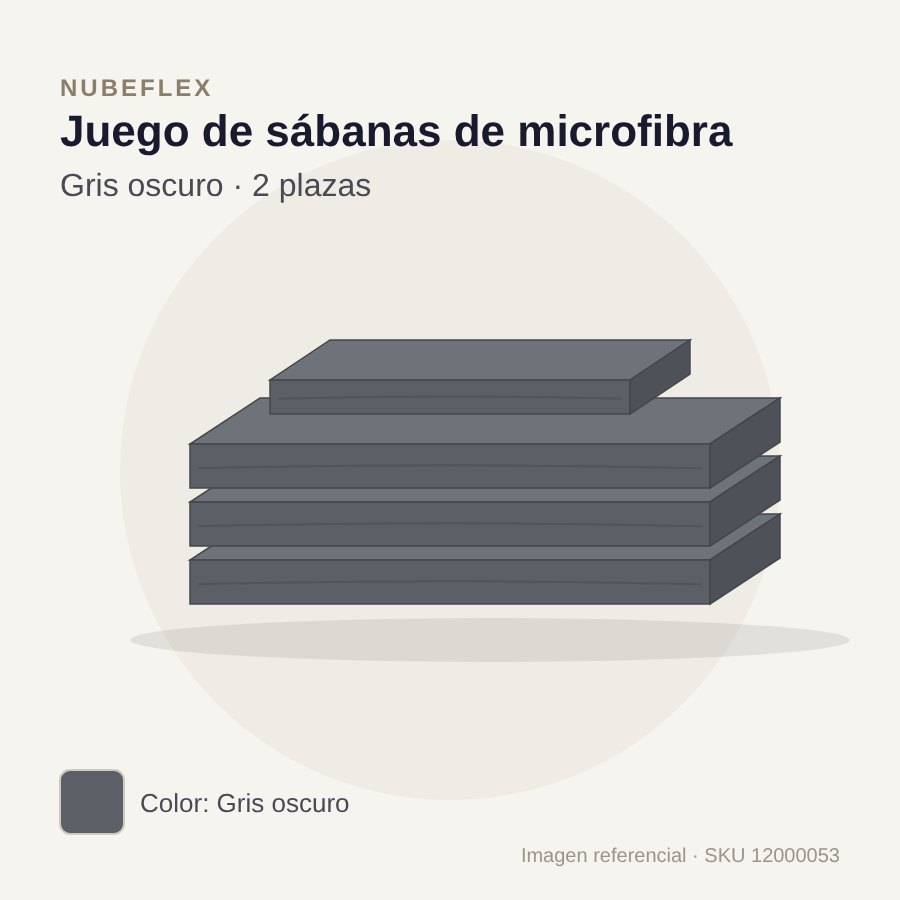 NUBEFLEX
Juego de sábanas de microfibra
Gris oscuro · 2 plazas
Color: Gris oscuro
Imagen referencial · SKU 12000053